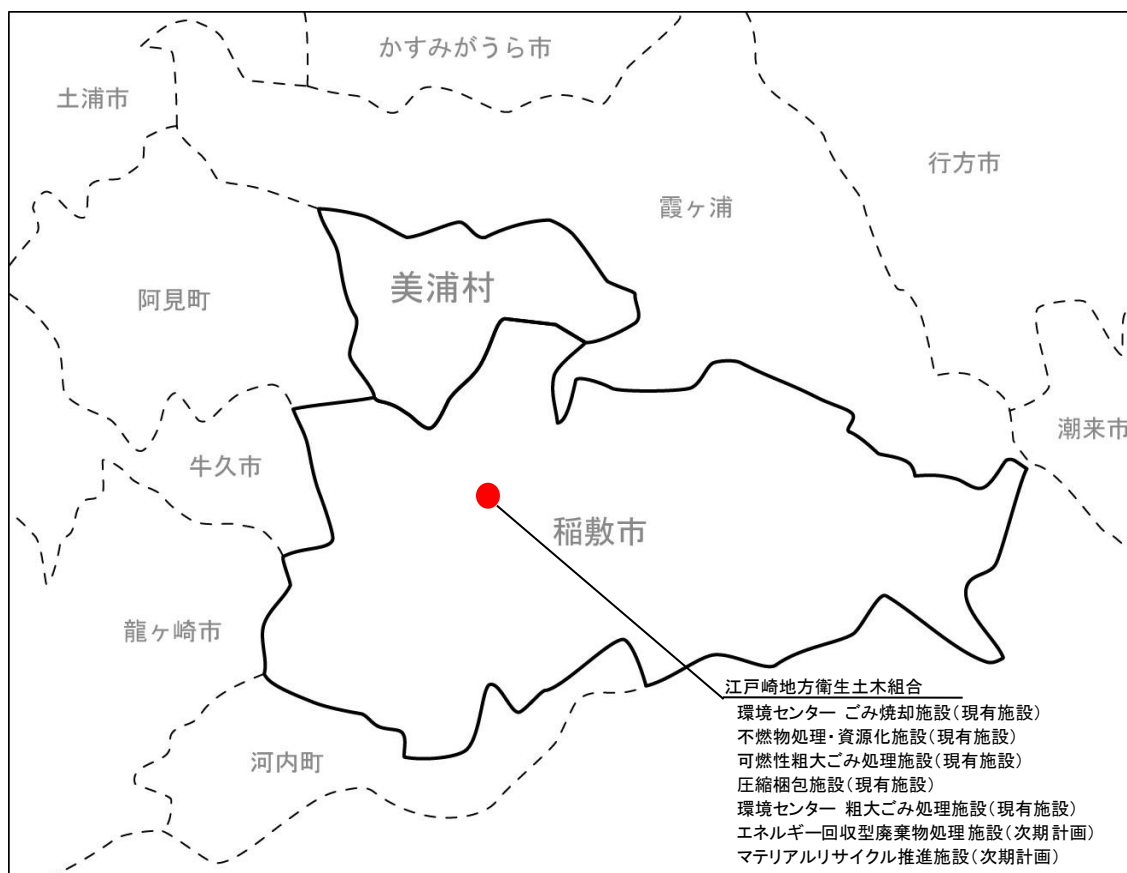 かすみがうら市
土浦市
行方市
霞ヶ浦
美浦村
阿見町
潮来市
牛久市
稲敷市
龍ヶ崎市
河内町
江戸崎地方衛生土木組合
環境センター ごみ焼却施設(現有施設)
不燃物処理・資源化施設(現有施設)
可燃性粗大ごみ処理施設(現有施設)
圧縮梱包施設(現有施設)
環境センター 粗大ごみ処理施設(現有施設)
エネルギー回収型廃棄物処理施設(次期計画)
マテリアルリサイクル推進施設(次期計画)